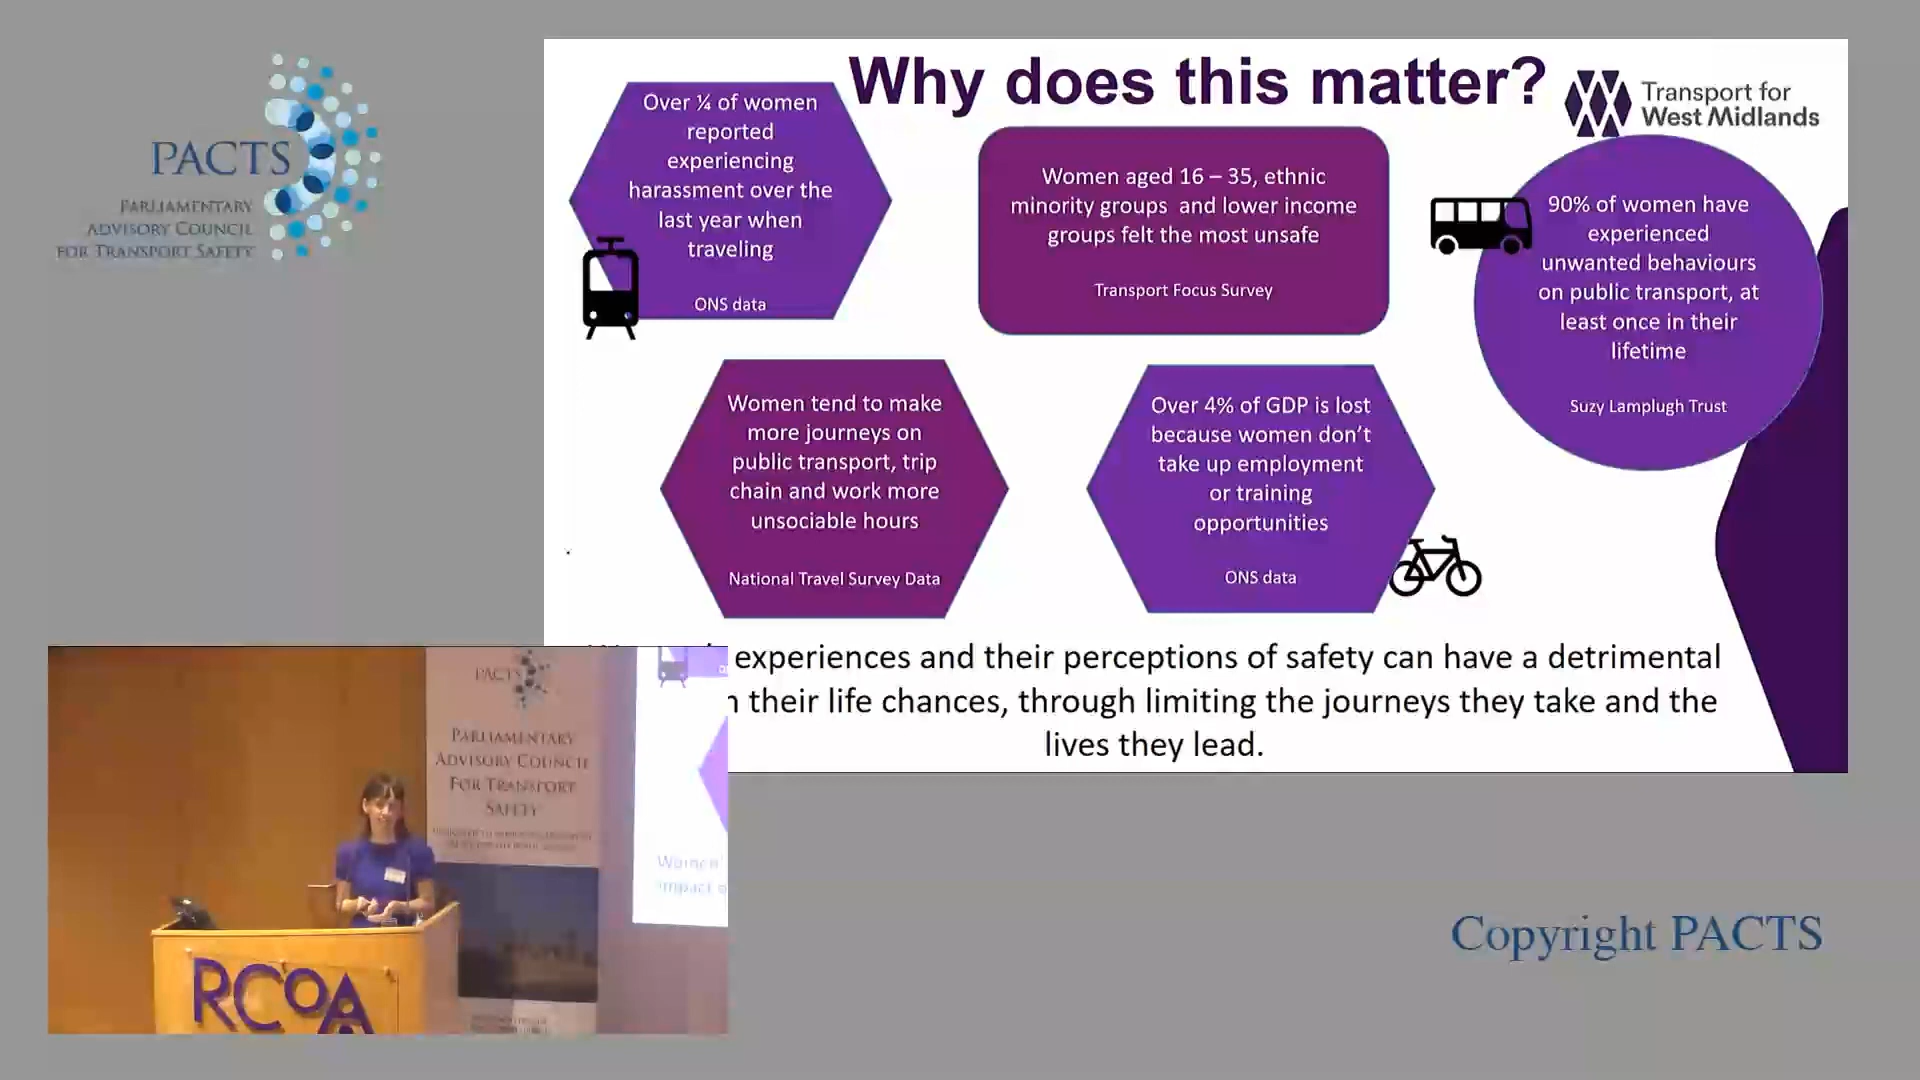 PACTS
PARLIAMENTARY
ADVISORY COUNCIL
FOR TRANSPORT SAFETY
Why does this matter?
Transport for
West Midlands
Over ¼ of women
reported
experiencing
harassment over the
last year when
traveling
ONS data
Women aged 16 – 35, ethnic
minority groups and lower income
groups felt the most unsafe
Transport Focus Survey
90% of women have
experienced
unwanted behaviours
on public transport, at
least once in their
lifetime
Suzy Lamplugh Trust
Women tend to make
more journeys on
public transport, trip
chain and work more
unsociable hours
National Travel Survey Data
Over 4% of GDP is lost
because women don't
take up employment
or training
opportunities
ONS data
experiences and their perceptions of safety can have a detrimental
their life chances, through limiting the journeys they take and the
lives they lead.
PACTS
PARLIAMENTARY
ADVISORY COUNCIL
FOR TRANSPORT
SAFETY
Women'
impact o
RCOA
Copyright PACTS